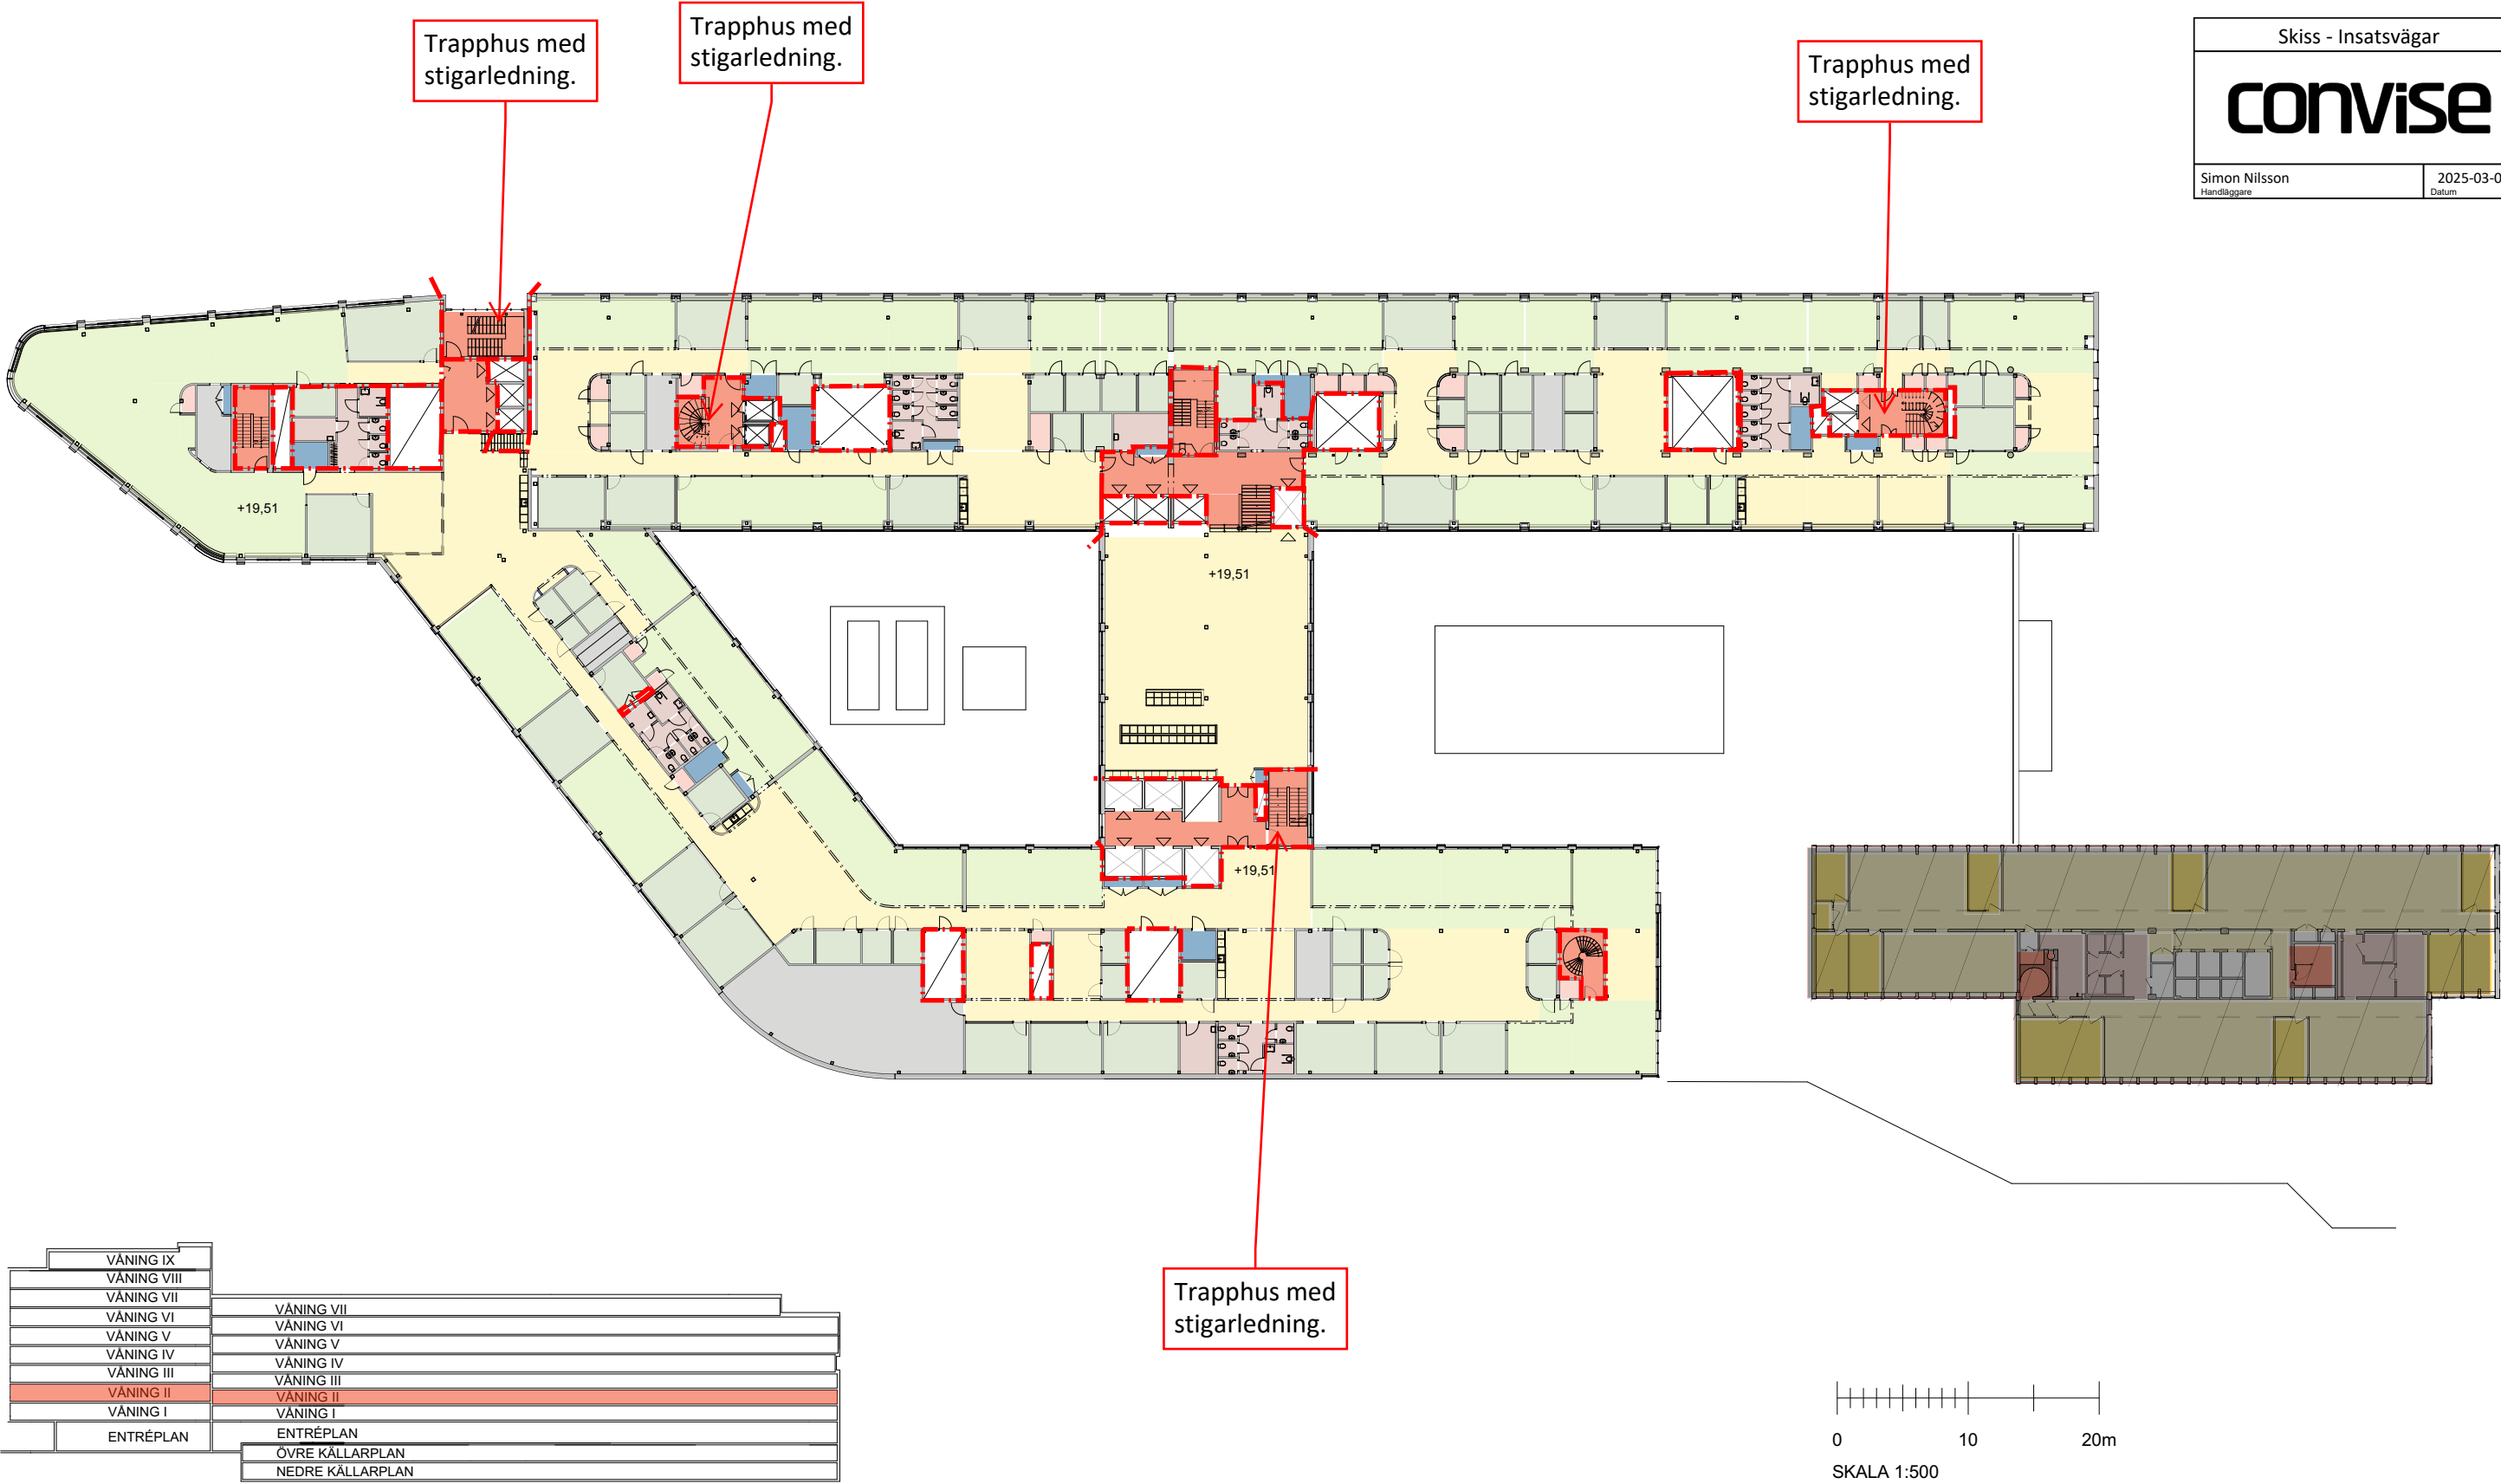 Trapphus med
stigarledning.
Trapphus med
stigarledning.
Trapphus med
stigarledning.
Skiss - Insatsvägar
convise
Simon Nilsson
Handläggare
2025-03-0
Datum
+19,51
+19,51
+19,51
Trapphus med
stigarledning.
VÅNING IX
VÅNING VIII
VÅNING VII
VÅNING VI
VÅNING V
VÅNING IV
VÅNING III
VÅNING II
VÅNING I
ENTRÉPLAN
VÅNING VII
VÅNING VI
VÅNING V
VÅNING IV
VÅNING III
VÅNING II
VÅNING I
ENTRÉPLAN
ÖVRE KÄLLARPLAN
NEDRE KÄLLARPLAN
0 10 20m
SKALA 1:500